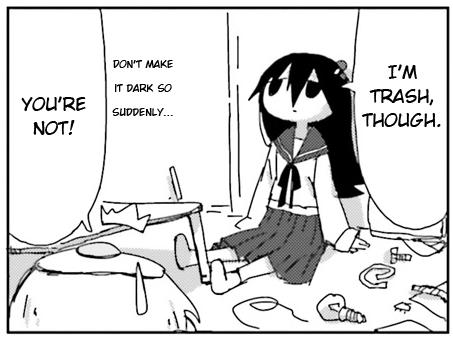 I'M
TRASH,
THOUGH.
DON'T MAKE
IT DARK SO
SUDDENLY...
YOU'RE
NOT!